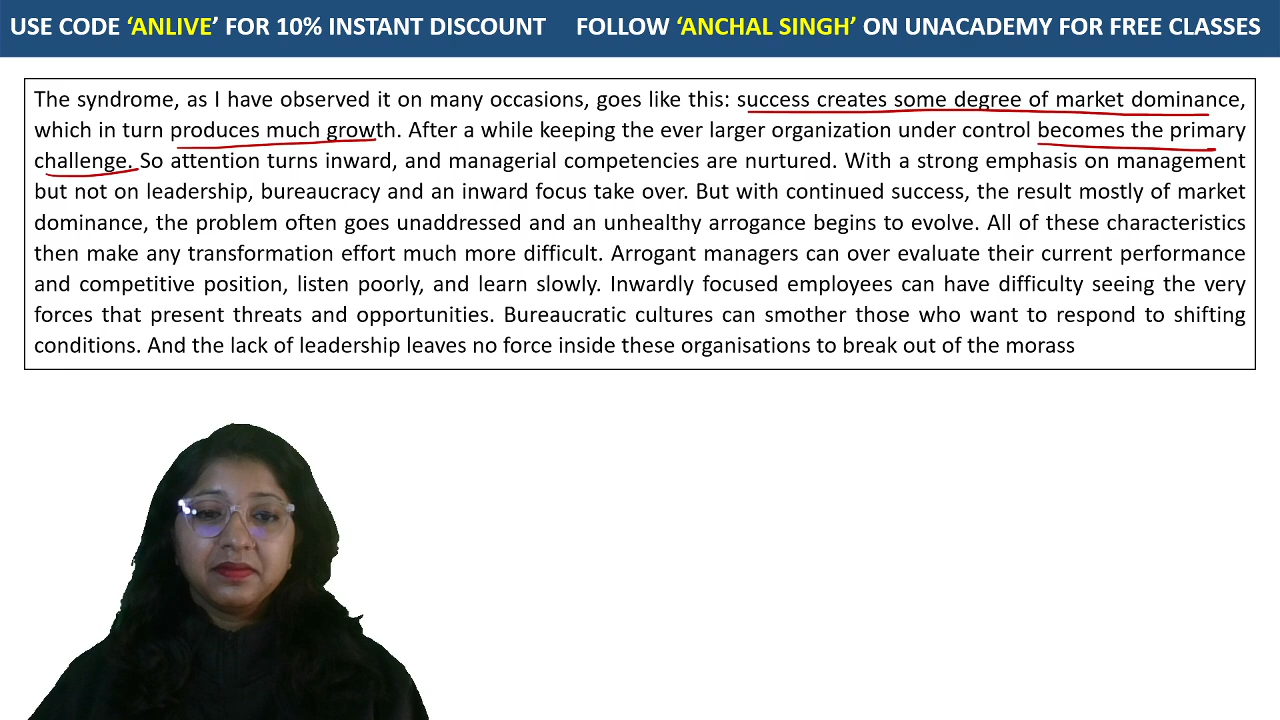 USE CODE ‘ANLIVE’ FOR 10% INSTANT DISCOUNT FOLLOW ‘ANCHAL SINGH’ ON UNACADEMY FOR FREE CLASSES
The syndrome, as I have observed it on many occasions, goes like this: success creates some degree of market dominance,
which in turn produces much growth. After a while keeping the ever larger organization under control becomes the primary
challenge. So attention turns inward, and managerial competencies are nurtured. With a strong emphasis on management
but not on leadership, bureaucracy and an inward focus take over. But with continued success, the result mostly of market
dominance, the problem often goes unaddressed and an unhealthy arrogance begins to evolve. All of these characteristics
then make any transformation effort much more difficult. Arrogant managers can over evaluate their current performance
and competitive position, listen poorly, and learn slowly. Inwardly focused employees can have difficulty seeing the very
forces that present threats and opportunities. Bureaucratic cultures can smother those who want to respond to shifting
conditions. And the lack of leadership leaves no force inside these organisations to break out of the morass